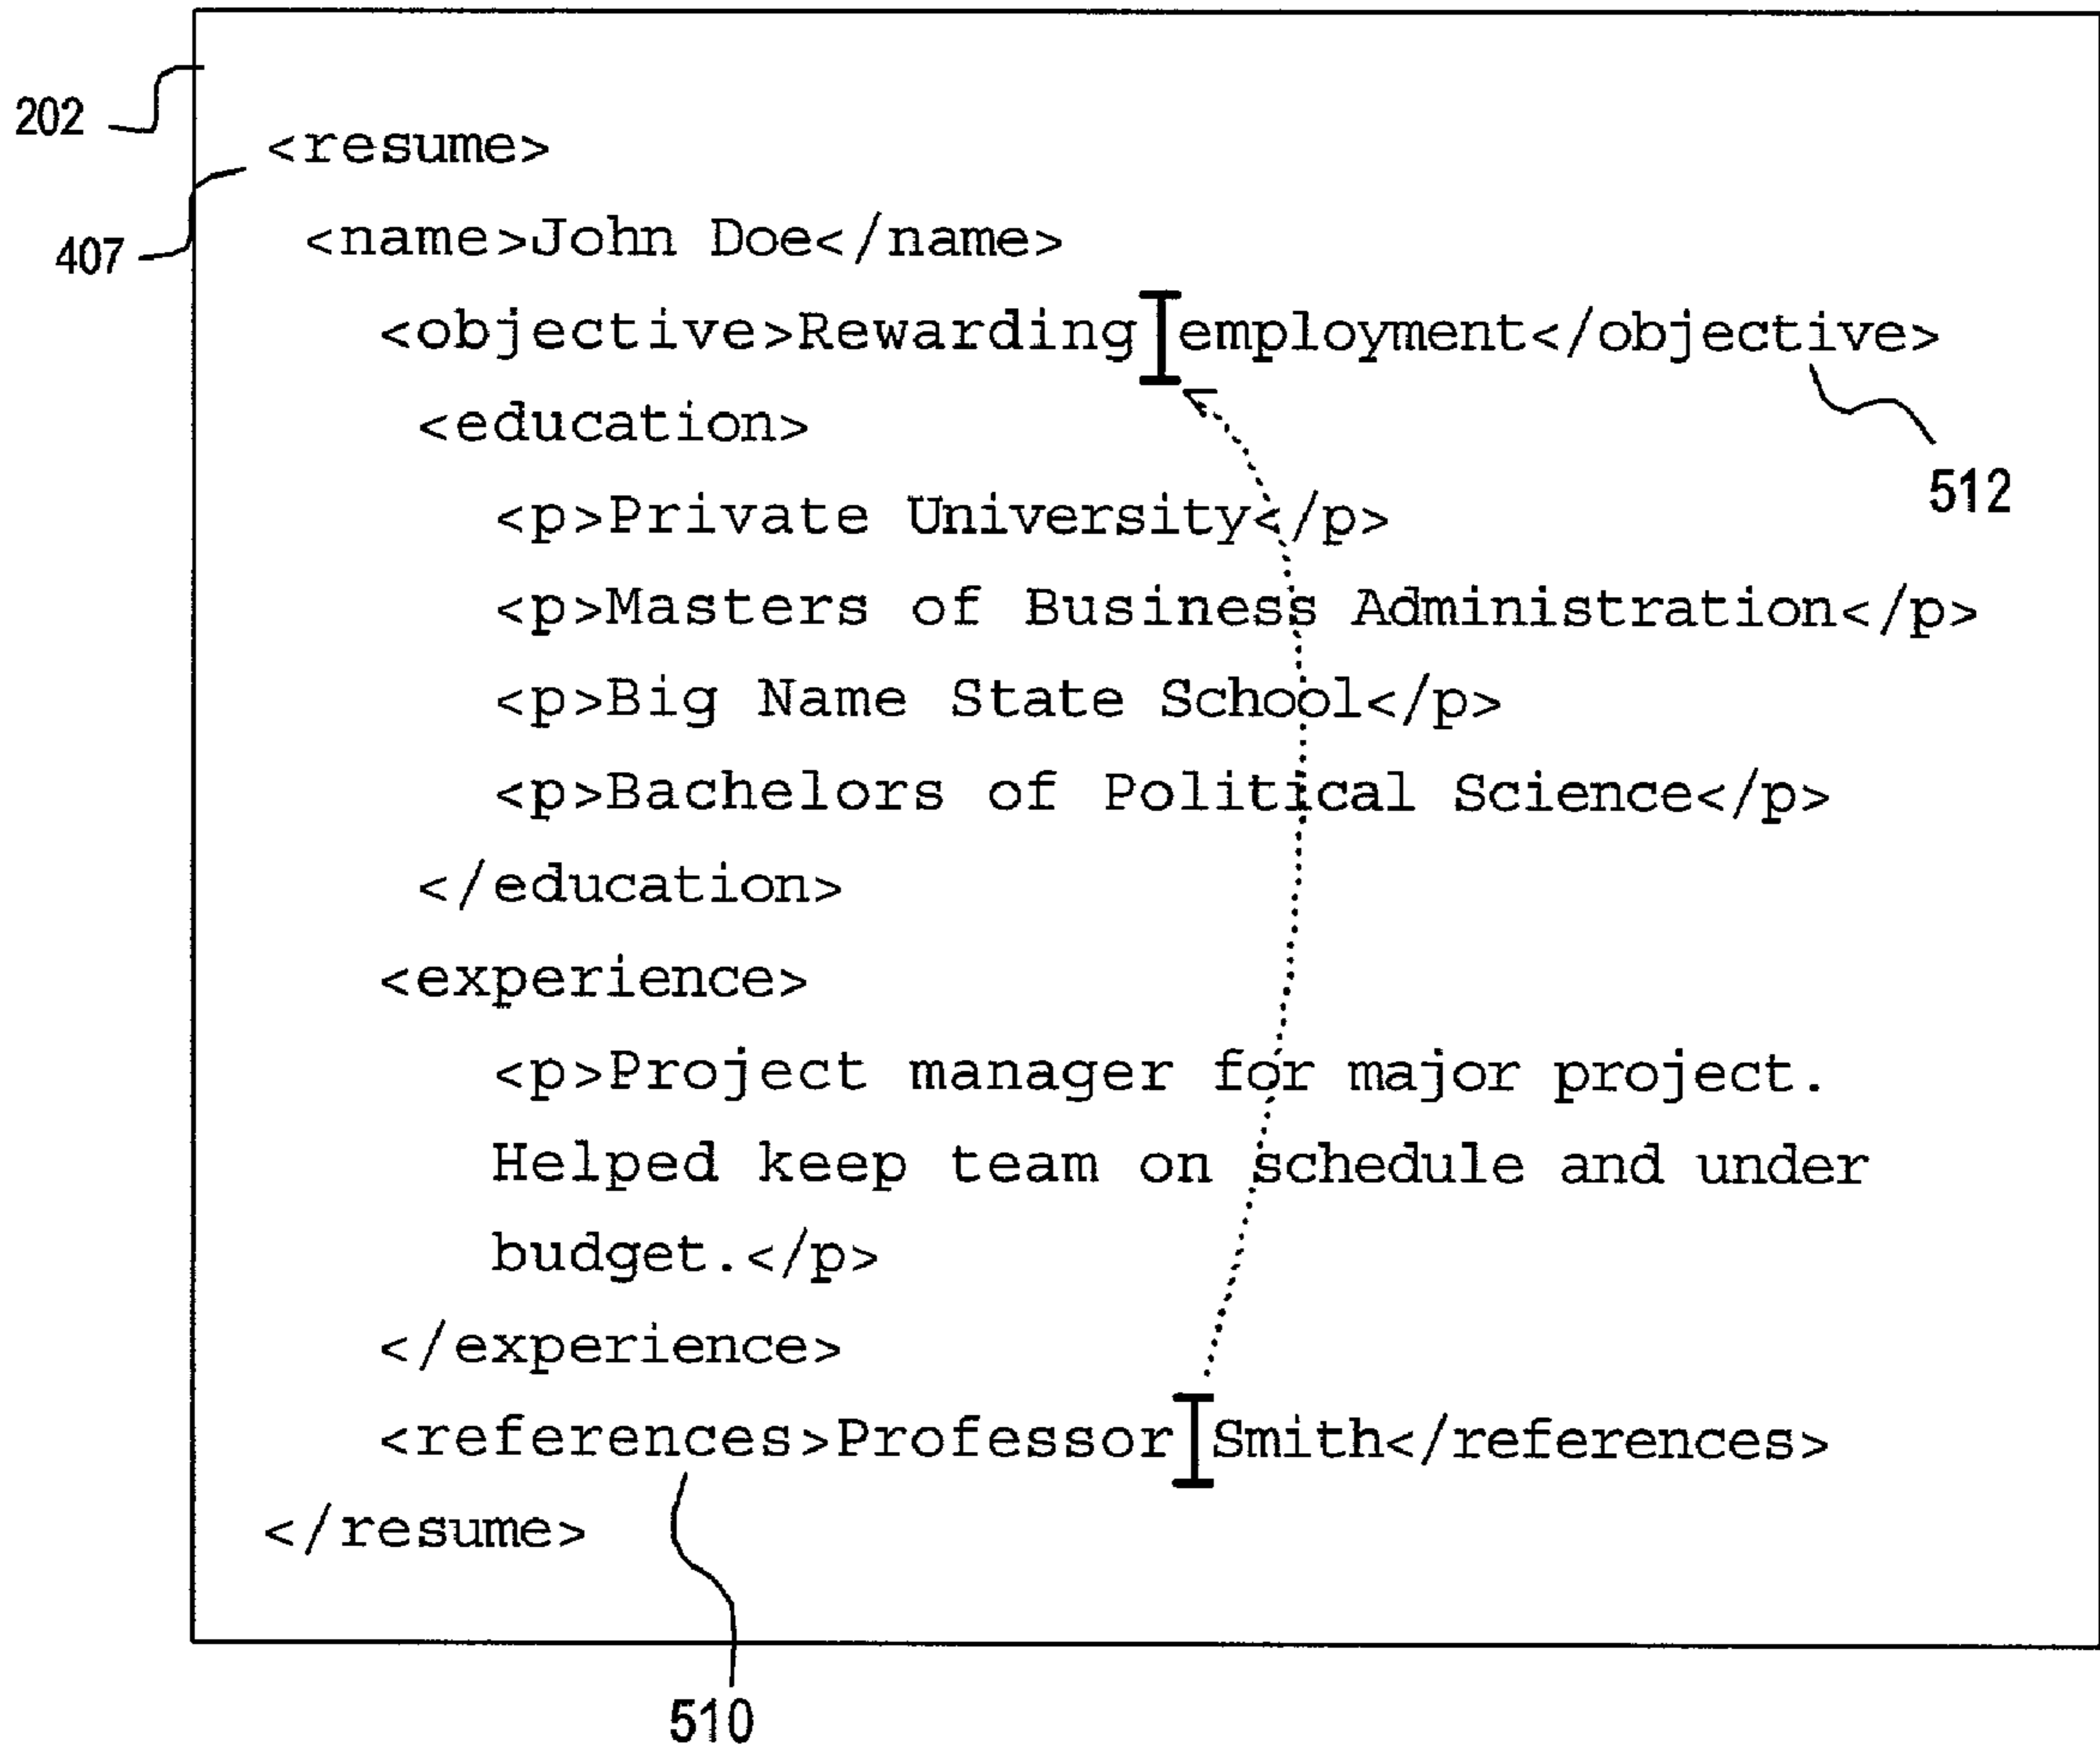 202
<resume>
407
<name>John Doe</name>
<objective>Rewarding employment</objective>
<education>
512
<p>Private University</p>
<p>Masters of Business Administration</p>
<p>Big Name State School</p>
<p>Bachelors of Political Science</p>
</education>
<experience>
<p>Project manager for major project.
Helped keep team on schedule and under
budget.</p>
</experience>
<references>Professor Smith</references>
</resume>
510